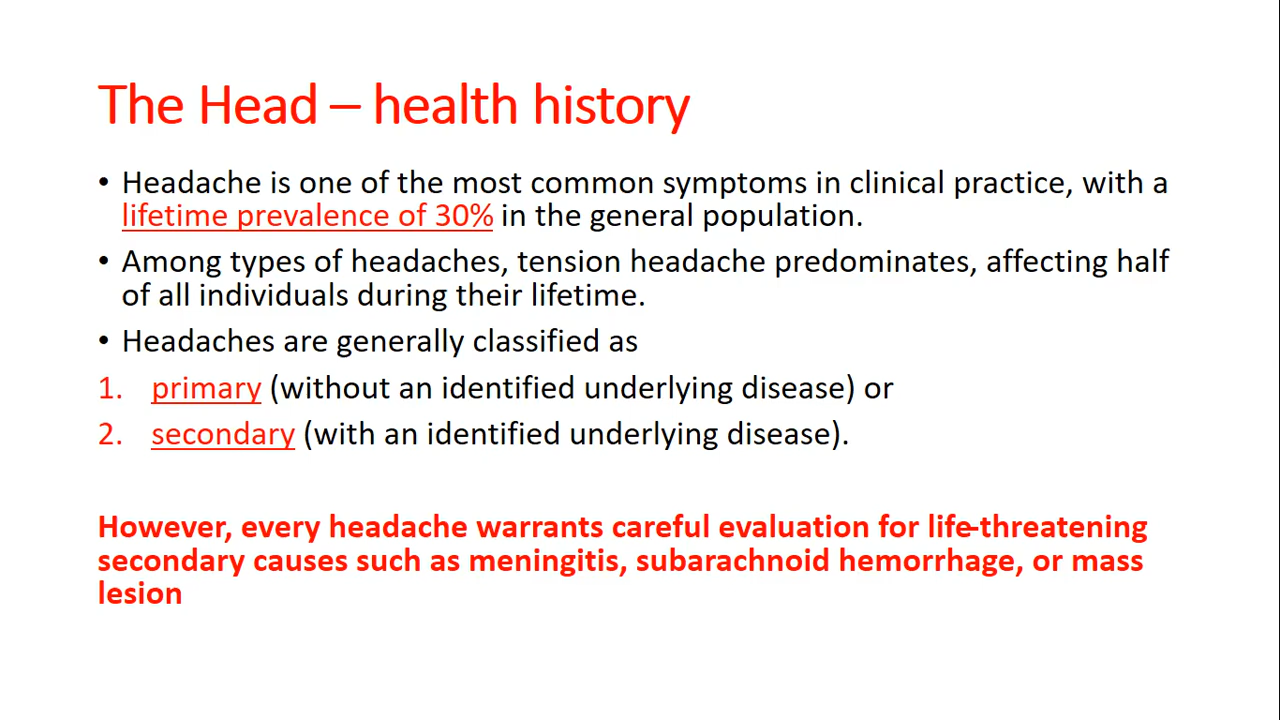 The Head – health history
• Headache is one of the most common symptoms in clinical practice, with a
lifetime prevalence of 30% in the general population.
• Among types of headaches, tension headache predominates, affecting half
of all individuals during their lifetime.
• Headaches are generally classified as
1. primary (without an identified underlying disease) or
2. secondary (with an identified underlying disease).
However, every headache warrants careful evaluation for life-threatening
secondary causes such as meningitis, subarachnoid hemorrhage, or mass
lesion